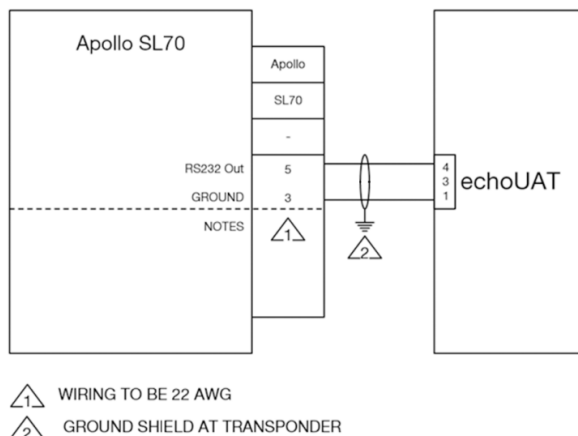 Apollo SL70
Apollo
SL70
-
RS232 Out 5
GROUND 3
NOTES 1
2
4
3
1
echoUAT
1 WIRING TO BE 22 AWG
2 GROUND SHIELD AT TRANSPONDER